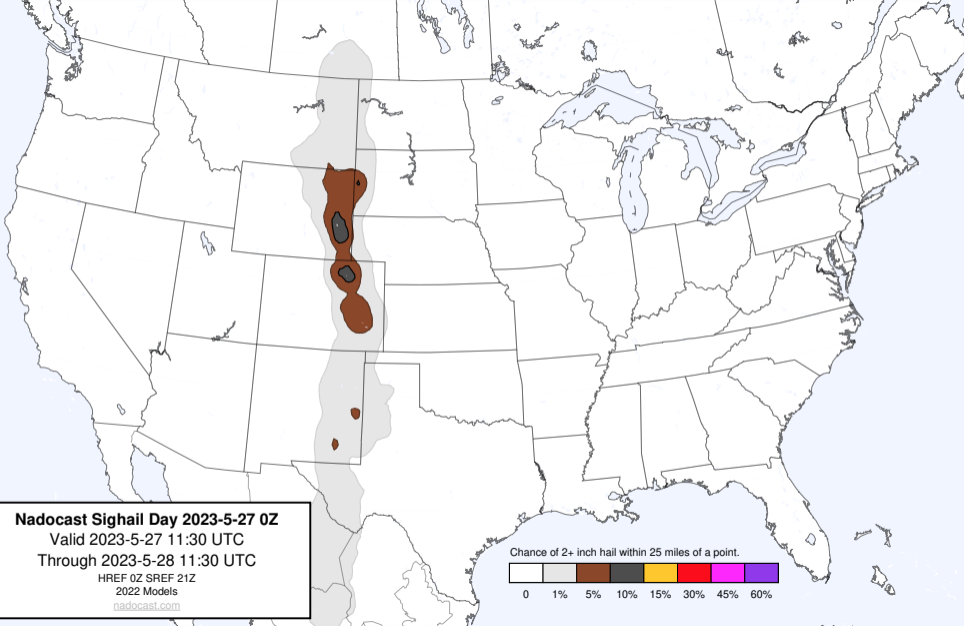 Nadocast Sighail Day 2023-5-27 0Z
Valid 2023-5-27 11:30 UTC
Through 2023-5-28 11:30 UTC
HREF 0Z SREF 21Z
2022 Models
nadocast.com
Chance of 2+ inch hail within 25 miles of a point.
0 1% 5% 10% 15% 30% 45% 60%